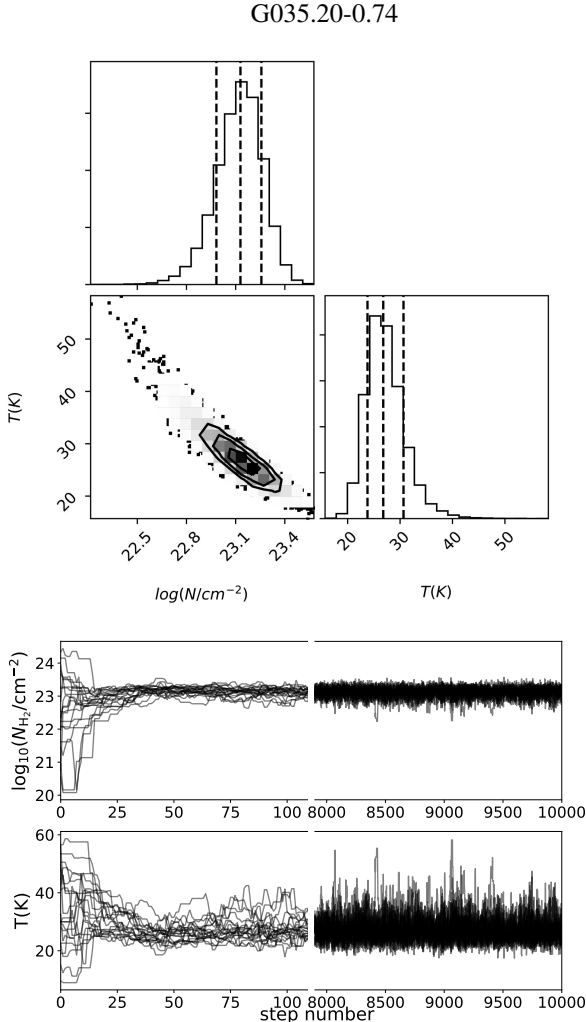 G035.20-0.74
T(K)
50
40
30
20
22.5 22.8 23.1 23.4
20 30 40 50
log(N/cm⁻²)
T(K)
log₁₀(N_H₂/cm⁻²)
24
23
22
21
20
0 25 50 75 100 8000 8500 9000 9500 10000
T(K)
60
40
20
0 25 50 75 100 8000 8500 9000 9500 10000
step number